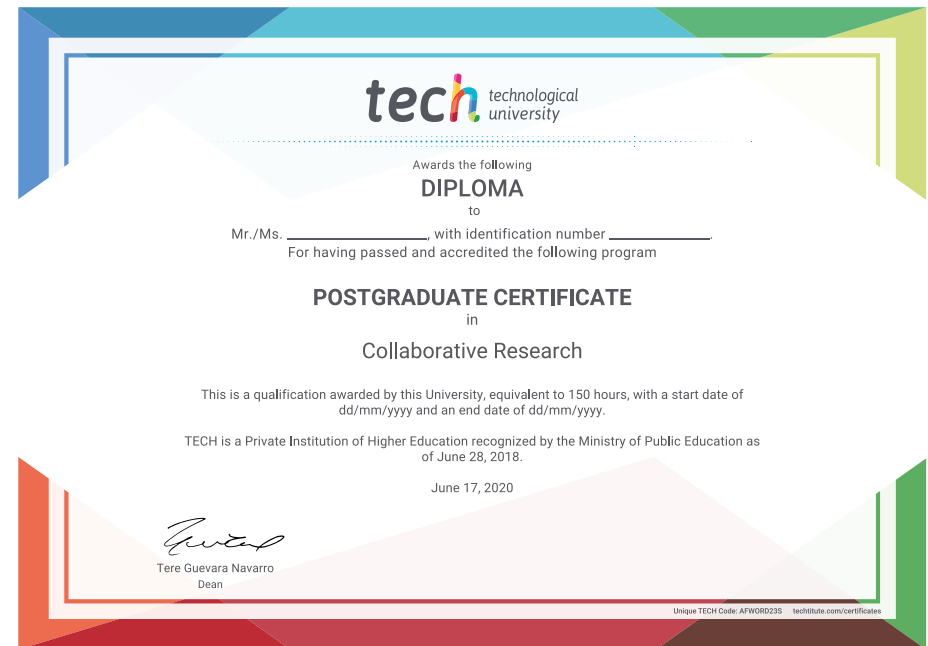 tech technological
university
Awards the following
DIPLOMA
to
Mr./Ms. ____________________, with identification number ______________.
For having passed and accredited the following program
POSTGRADUATE CERTIFICATE
in
Collaborative Research
This is a qualification awarded by this University, equivalent to 150 hours, with a start date of
dd/mm/yyyy and an end date of dd/mm/yyyy.
TECH is a Private Institution of Higher Education recognized by the Ministry of Public Education as
of June 28, 2018.
June 17, 2020
Tere Guevara Navarro
Dean
Unique TECH Code: AFWORD23S techtitute.com/certificates